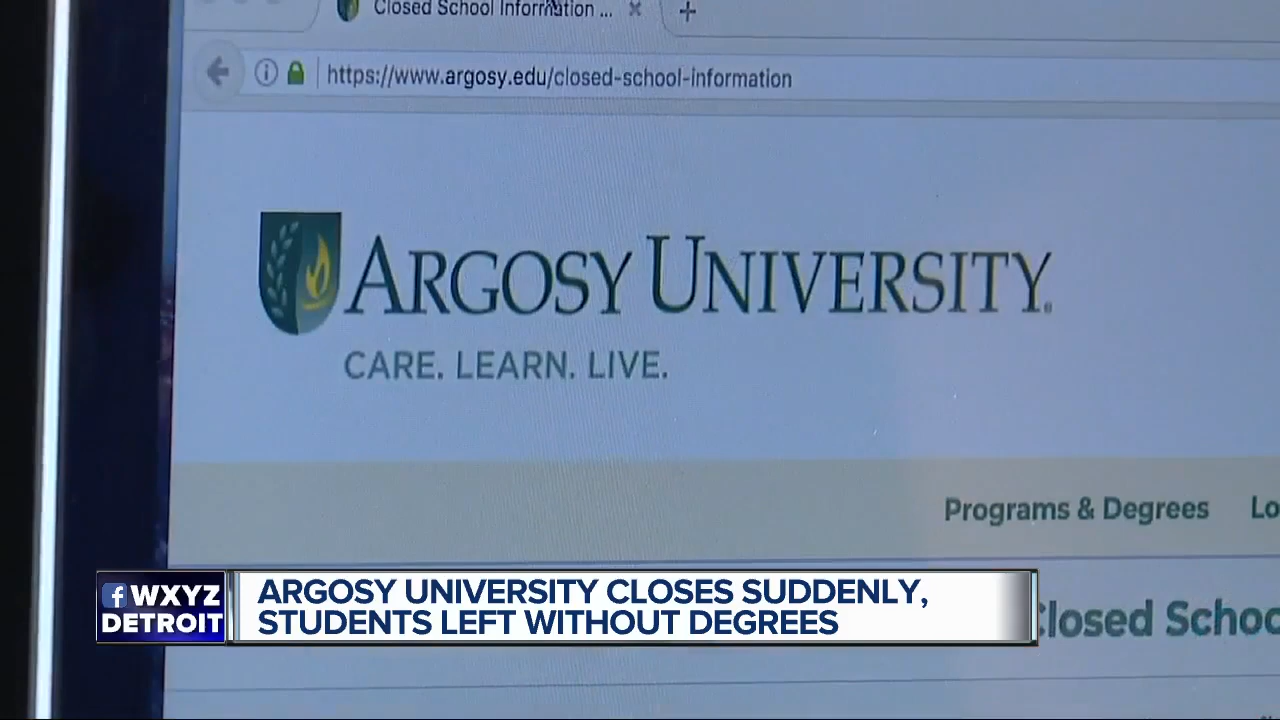 Closed School Information ...
https://www.argosy.edu/closed-school-information
ARGOSY UNIVERSITY
CARE. LEARN. LIVE.
Programs & Degrees
WXYZ
DETROIT
ARGOSY UNIVERSITY CLOSES SUDDENLY,
STUDENTS LEFT WITHOUT DEGREES
Closed